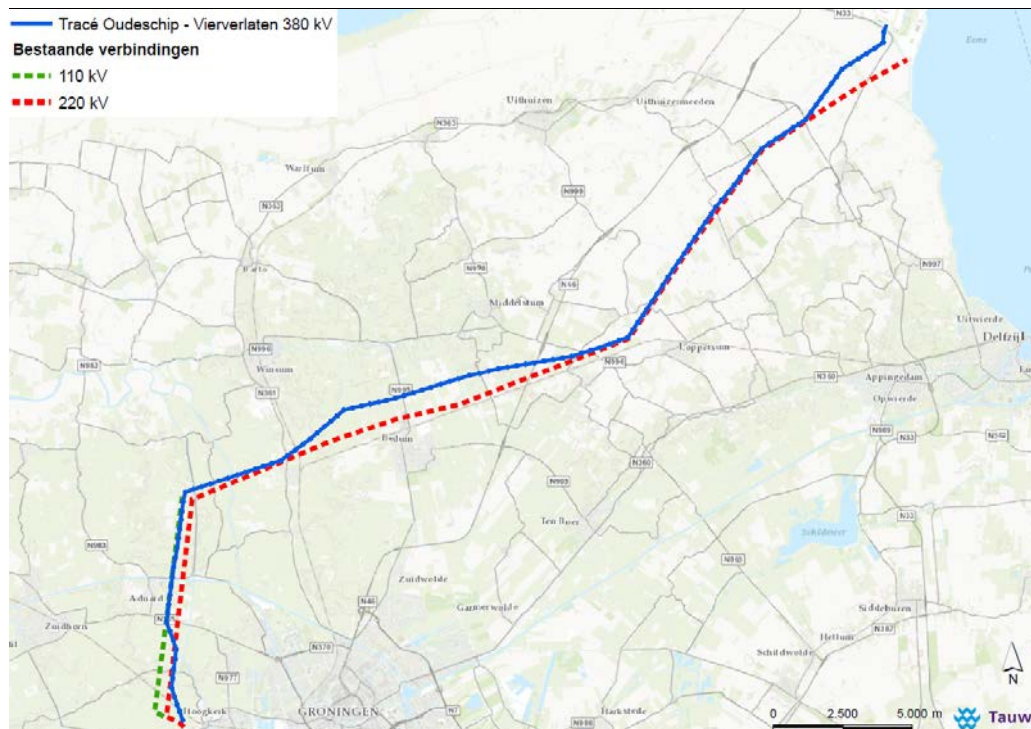 Tracé Oudeschip - Vierverlaten 380 kV
Bestaande verbindingen
110 kV
220 kV
N33
Eems
Uithuizen
Uithuizermeeden
N363
Warffum
N999
N363
Baflo
N998
N46
Middelstum
N997
Uitwierde
Delfzijl
N996
Loppersum
N983
Winsum
N994
N360
Appingedam
N361
N995
Opwierde
Bedum
N989
N33
N362
N360
N993
Schildmeer
Ten Boer
N33
N983
N963
Zuidwolde
Aduard
Garmerwolde
Siddeburen
Zuidhorn
N46
N387
N370
Hellum
Schildwolde
N977
N
Hoogkerk
GRONINGEN
N7
Harkstede
0 2.500 5.000 m
Tauw